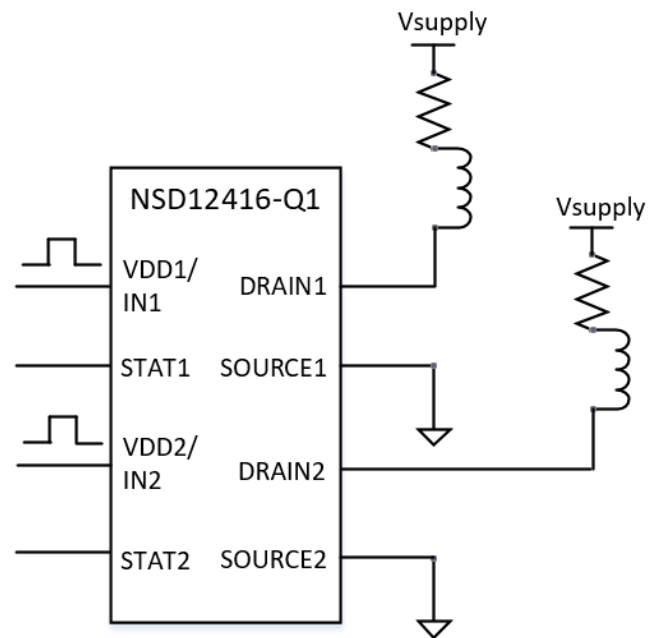 Vsupply
Vsupply
NSD12416-Q1
VDD1/
IN1
DRAIN1
STAT1
SOURCE1
VDD2/
IN2
DRAIN2
STAT2
SOURCE2